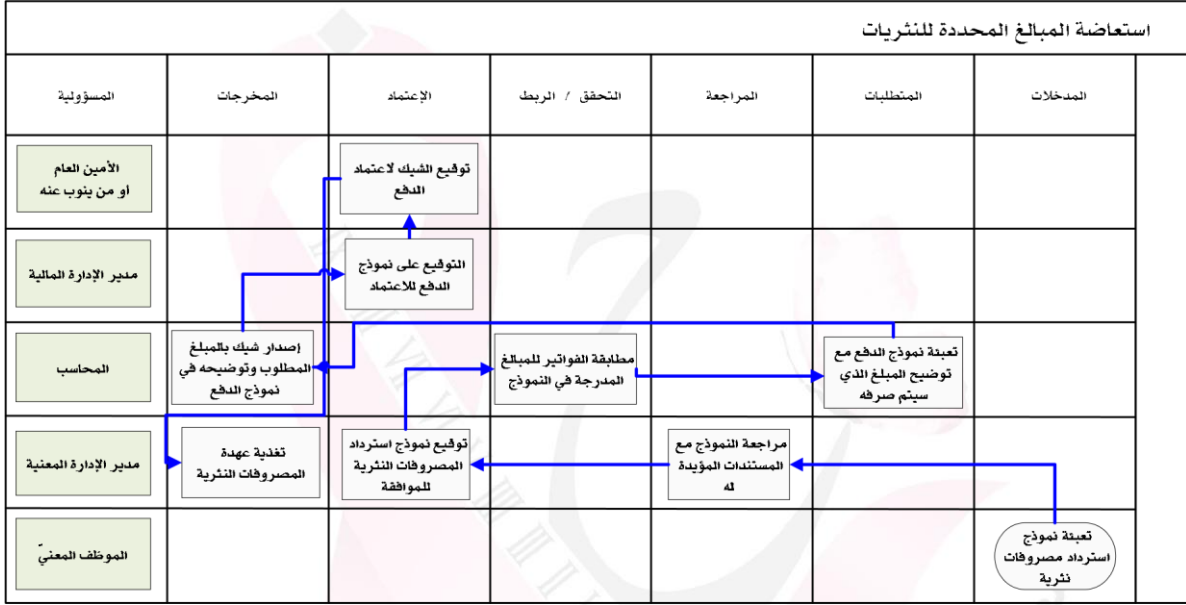 استعاضة المبالغ المحددة للنثريات
المدخلات
المتطلبات
المراجعة
التحقق / الربط
الإعتماد
المخرجات
المسؤولية
توقيع الشيك لاعتماد
الدفع
الأمين العام
او من ينوب عنه
التوقيع على نموذج
الدفع للاعتماد
مدير الإدارة المالية
تعبئة نموذج الدفع مع
توضيح المبلغ الذي
سيتم صرفه
مطابقة الفواتير للمبالغ
المدرجة في النموذج
إصدار شيك بالمبلغ
المطلوب وتوضيحه في
نموذج الدفع
المحاسب
مراجعة النموذج مع
المستندات المؤيدة
له
توقيع نموذج استرداد
المصروفات النثرية
للموافقة
تغذية عهدة
المصروفات النثرية
مدير الإدارة المعنية
تعبئة نموذج
استرداد مصروفات
نثرية
الموظف المعنيّ